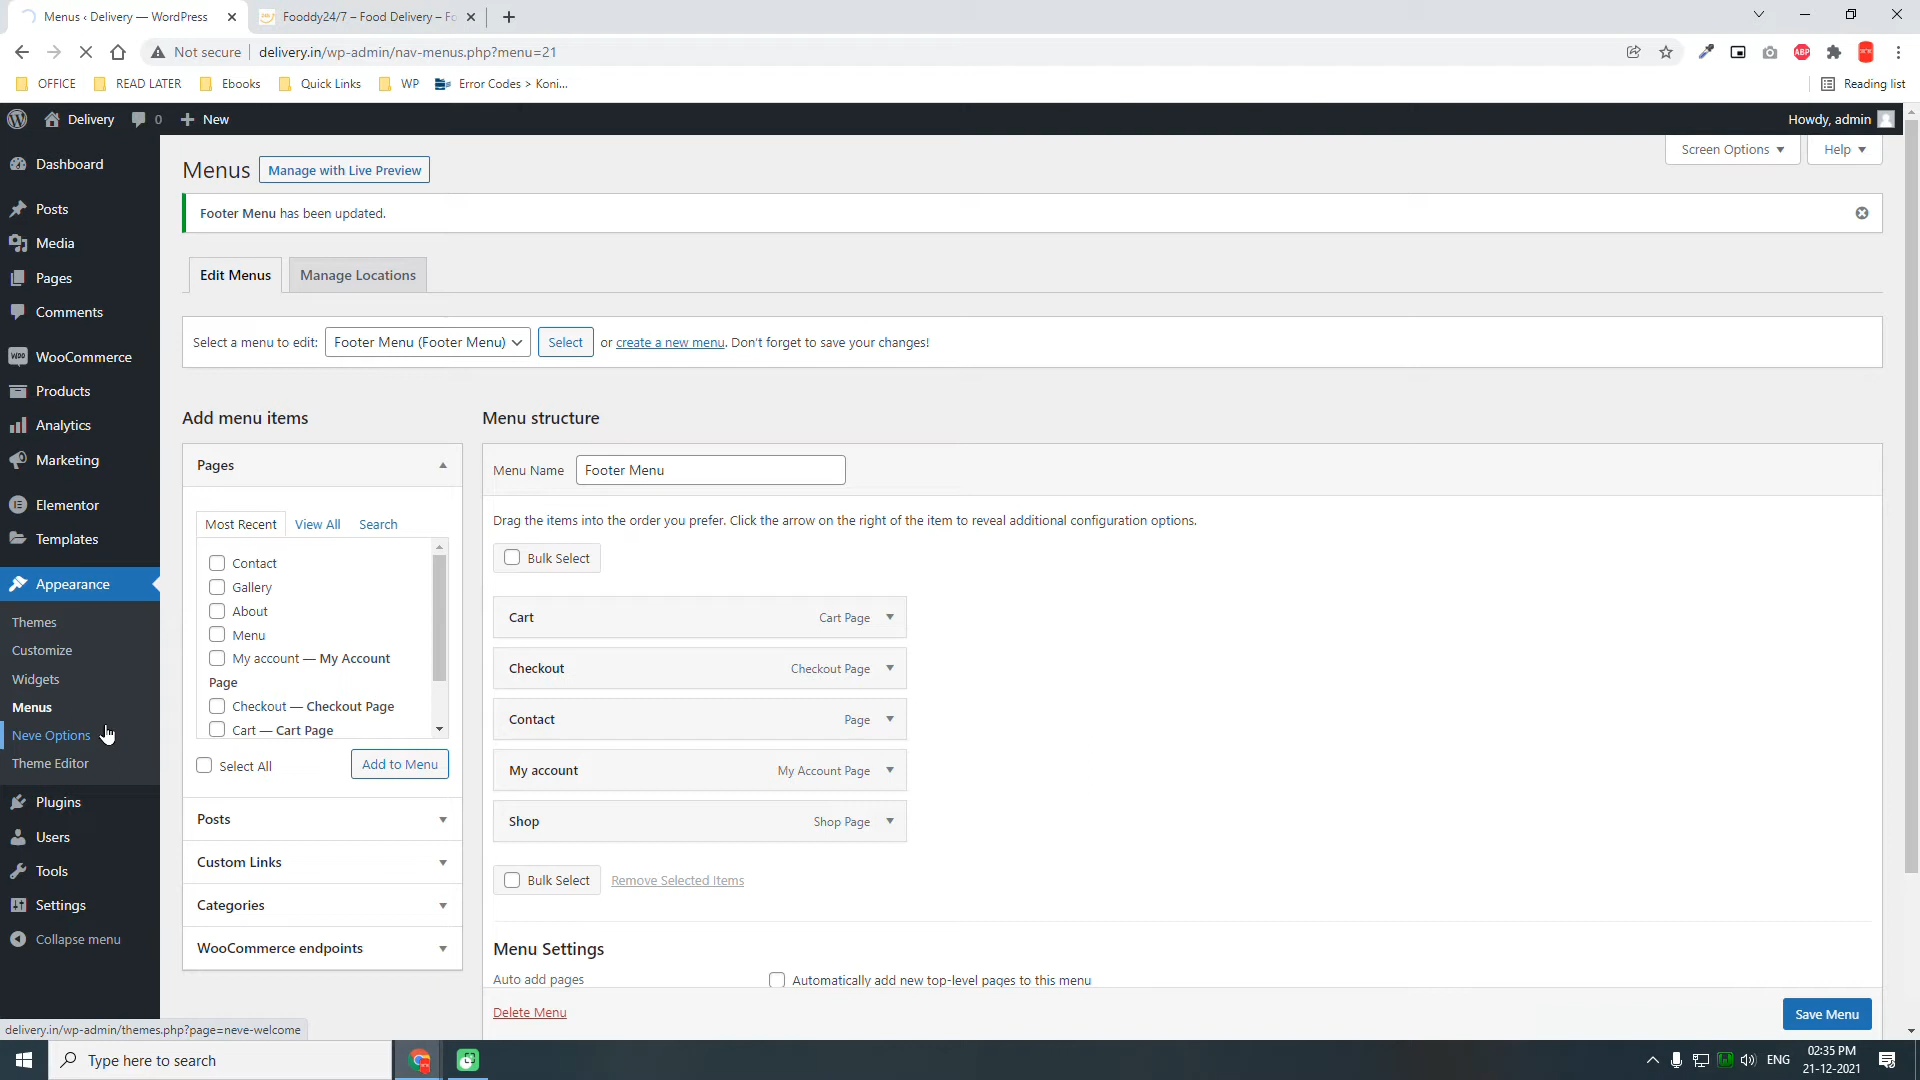 Menus ‹ Delivery — WordPress
Fooddy24/7 – Food Delivery – Fo
Not secure
delivery.in/wp-admin/nav-menus.php?menu=21
ABP
OFFICE
READ LATER
Ebooks
Quick Links
WP
Error Codes > Koni...
Reading list
Delivery
0
New
Howdy, admin
Dashboard
Posts
Media
Pages
Comments
WooCommerce
Products
Analytics
Marketing
Elementor
Templates
Appearance
Themes
Customize
Widgets
Menus
Neve Options
Theme Editor
Plugins
Users
Tools
Settings
Collapse menu
Screen Options
Help
Menus
Manage with Live Preview
Footer Menu has been updated.
Edit Menus
Manage Locations
Select a menu to edit:
Footer Menu (Footer Menu)
Select
or create a new menu. Don't forget to save your changes!
Add menu items
Pages
Most Recent
View All
Search
Contact
Gallery
About
Menu
My account — My Account
Page
Checkout — Checkout Page
Cart — Cart Page
Select All
Add to Menu
Posts
Custom Links
Categories
WooCommerce endpoints
Menu structure
Menu Name
Footer Menu
Drag the items into the order you prefer. Click the arrow on the right of the item to reveal additional configuration options.
Bulk Select
Cart
Cart Page
Checkout
Checkout Page
Contact
Page
My account
My Account Page
Shop
Shop Page
Bulk Select
Remove Selected Items
Menu Settings
Auto add pages
Automatically add new top-level pages to this menu
Delete Menu
Save Menu
delivery.in/wp-admin/themes.php?page=neve-welcome
Type here to search
ENG
02:35 PM
21-12-2021